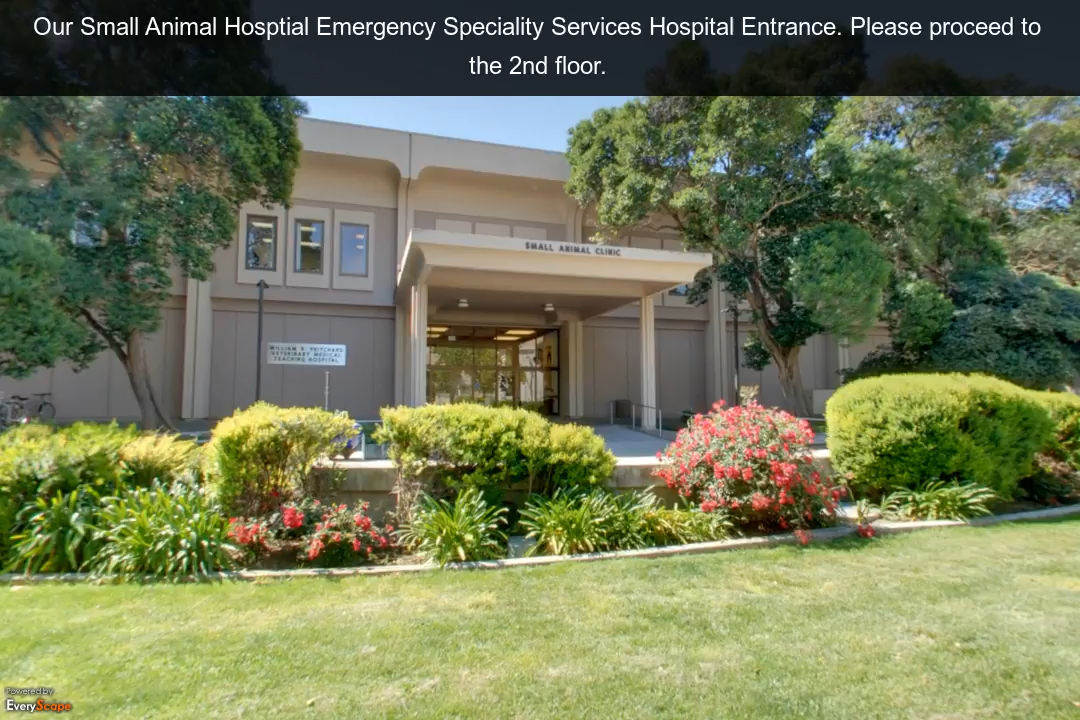 Our Small Animal Hosptial Emergency Speciality Services Hospital Entrance. Please proceed to
the 2nd floor.
SMALL ANIMAL CLINIC
WILLIAM R. PRITCHARD
VETERINARY MEDICAL
TEACHING HOSPITAL
Powered by
EveryScape